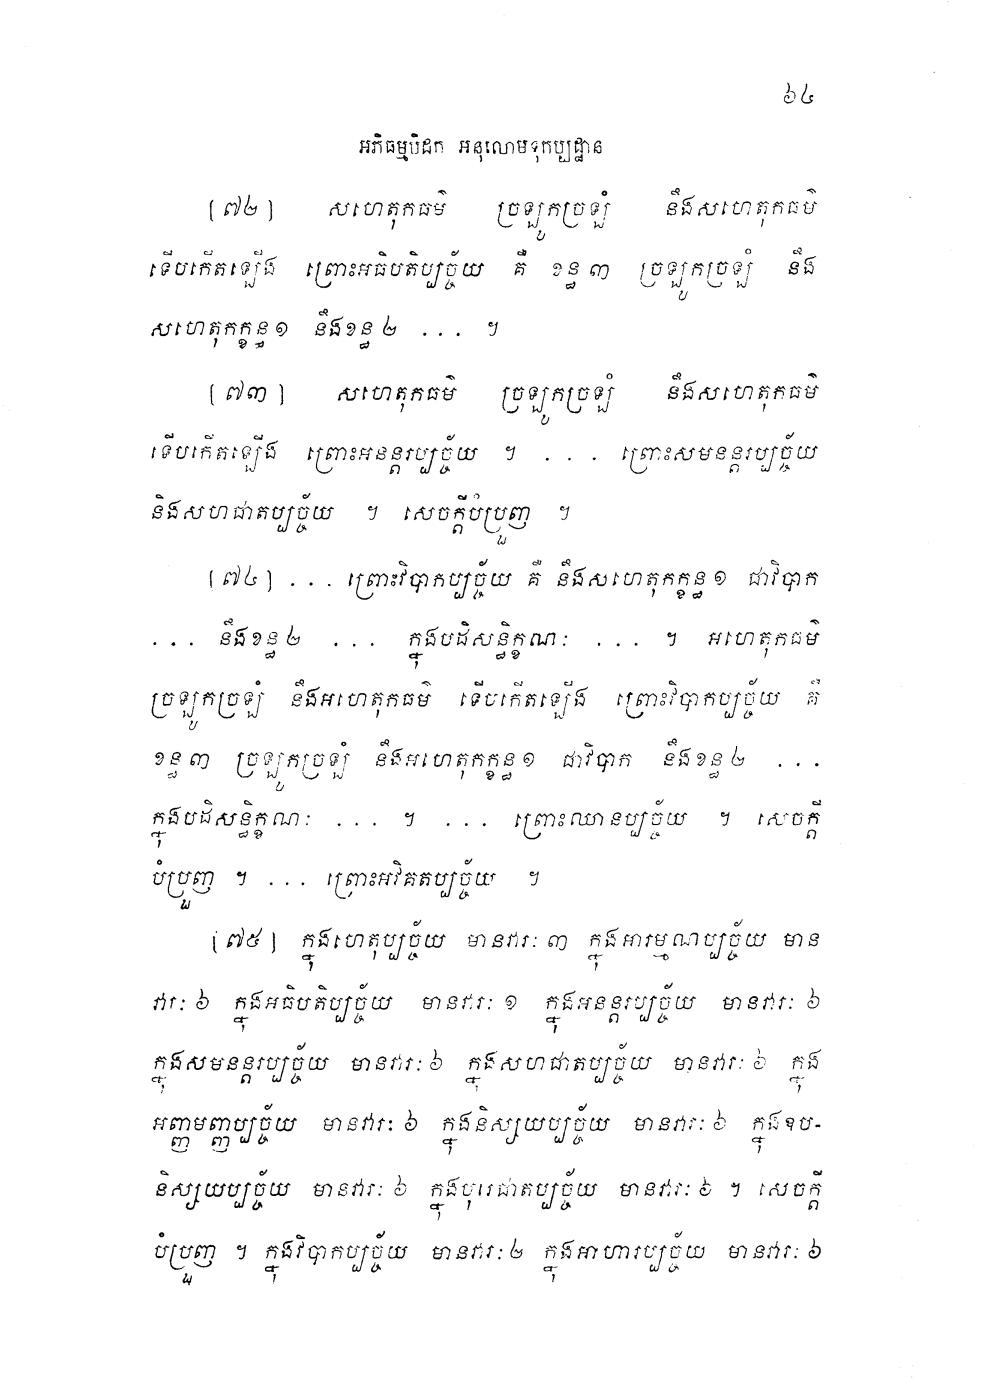 ៦៤
អភិធម្មបិដក អនុលោមទុកប្បដ្ឋាន
[៧២] សហេតុកធម៌ ច្រឡូកច្រឡំ នឹងសហេតុកធម៌
ទើបកើតឡើង ព្រោះអធិបតិប្បច្ច័យ គឺ ខន្ធ ៣ ច្រឡូកច្រឡំ នឹង
សហេតុកក្ខន្ធ ១ នឹងខន្ធ ២ ... ។
[៧៣] សហេតុកធម៌ ច្រឡូកច្រឡំ នឹងសហេតុកធម៌
ទើបកើតឡើង ព្រោះអនន្តរប្បច្ច័យ ។ ... ព្រោះសមនន្តរប្បច្ច័យ
និងសហជាតប្បច្ច័យ ។ សេចក្តីបំប្រួញ ។
[៧៤] ... ព្រោះវិបាកប្បច្ច័យ គឺ នឹងសហេតុកក្ខន្ធ ១ ជាវិបាក
... នឹងខន្ធ ២ ... ក្នុងបដិសន្ធិក្ខណៈ ... ។ អហេតុកធម៌
ច្រឡូកច្រឡំ នឹងអហេតុកធម៌ ទើបកើតឡើង ព្រោះវិបាកប្បច្ច័យ គឺ
ខន្ធ ៣ ច្រឡូកច្រឡំ នឹងអហេតុកក្ខន្ធ ១ ជាវិបាក នឹងខន្ធ ២ ...
ក្នុងបដិសន្ធិក្ខណៈ ... ។ ... ព្រោះឈានប្បច្ច័យ ។ សេចក្តី
បំប្រួញ ។ ... ព្រោះអវិគតប្បច្ច័យ ។
[៧៥] ក្នុងហេតុប្បច្ច័យ មានវារៈ ៣ ក្នុងអារម្មណប្បច្ច័យ មាន
វារៈ ៦ ក្នុងអធិបតិប្បច្ច័យ មានវារៈ ១ ក្នុងអនន្តរប្បច្ច័យ មានវារៈ ៦
ក្នុងសមនន្តរប្បច្ច័យ មានវារៈ ៦ ក្នុងសហជាតប្បច្ច័យ មានវារៈ ៦ ក្នុង
អញ្ញមញ្ញប្បច្ច័យ មានវារៈ ៦ ក្នុងនិស្សយប្បច្ច័យ មានវារៈ ៦ ក្នុងឧប-
និស្សយប្បច្ច័យ មានវារៈ ៦ ក្នុងបុរេជាតប្បច្ច័យ មានវារៈ ៦ ។ សេចក្តី
បំប្រួញ ។ ក្នុងវិបាកប្បច្ច័យ មានវារៈ ២ ក្នុងអាហារប្បច្ច័យ មានវារៈ ៦